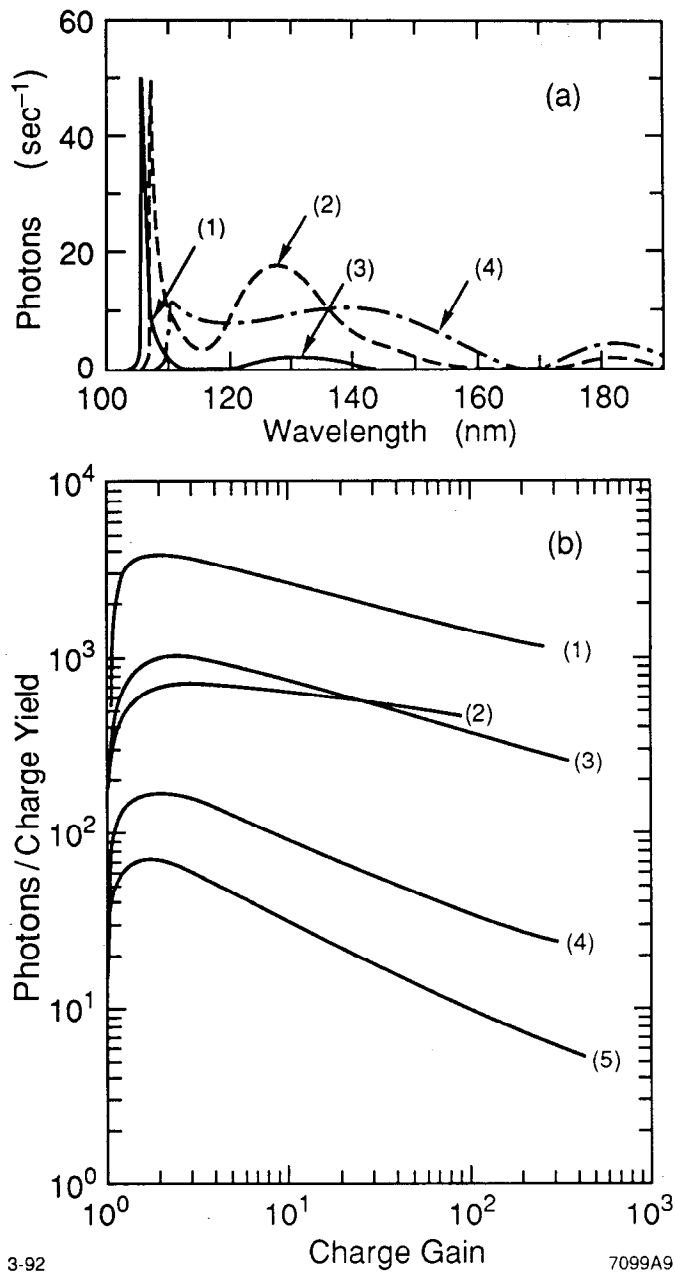 60
40
20
0
Photons (sec⁻¹)
(a)
(1)
(2)
(3)
(4)
100 120 140 160 180
Wavelength (nm)
10⁴
10³
10²
10¹
10⁰
Photons / Charge Yield
(b)
(1)
(2)
(3)
(4)
(5)
10⁰ 10¹ 10² 10³
Charge Gain
3-92
7099A9